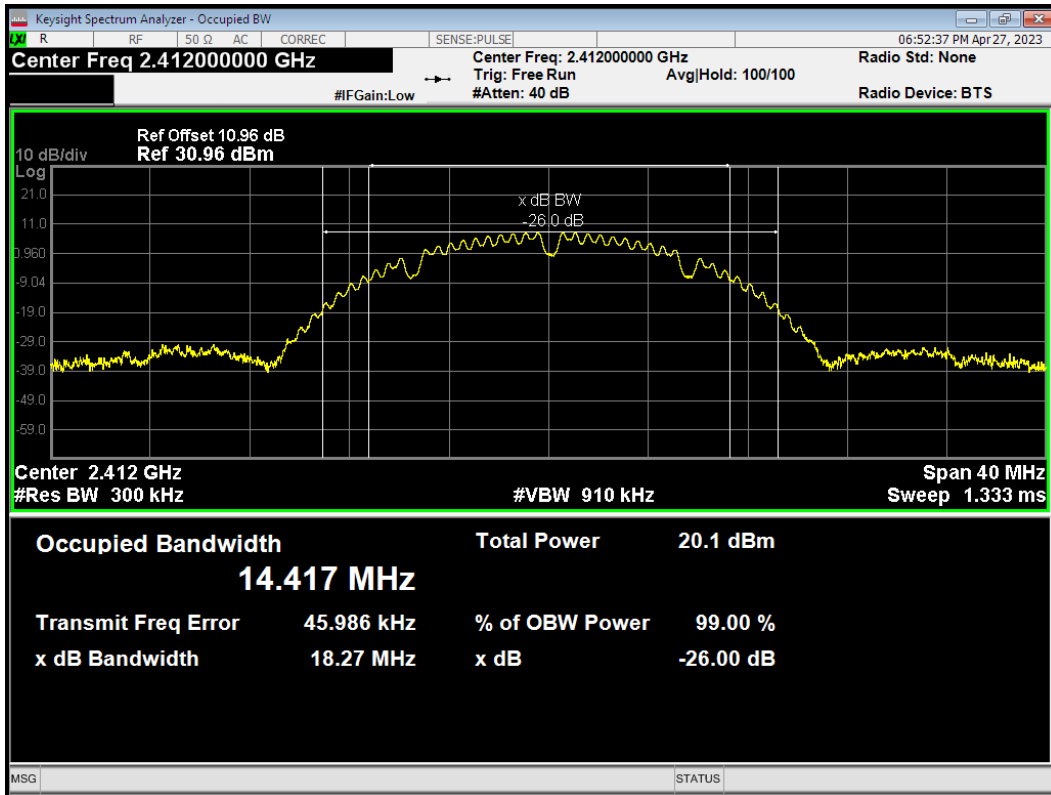 Keysight Spectrum Analyzer - Occupied BW
LXI R RF 50 Ω AC CORREC SENSE:PULSE 06:52:37 PM Apr 27, 2023
Center Freq 2.412000000 GHz
Center Freq: 2.412000000 GHz
Radio Std: None
Trig: Free Run Avg|Hold: 100/100
#IFGain:Low
#Atten: 40 dB
Radio Device: BTS
Ref Offset 10.96 dB
10 dB/div Ref 30.96 dBm
Log
21.0
x dB BW
11.0
-26.0 dB
0.960
-9.04
-19.0
-29.0
-39.0
-49.0
-59.0
Center 2.412 GHz Span 40 MHz
#Res BW 300 kHz #VBW 910 kHz Sweep 1.333 ms
Occupied Bandwidth Total Power 20.1 dBm
14.417 MHz
Transmit Freq Error 45.986 kHz % of OBW Power 99.00 %
x dB Bandwidth 18.27 MHz x dB -26.00 dB
MSG STATUS